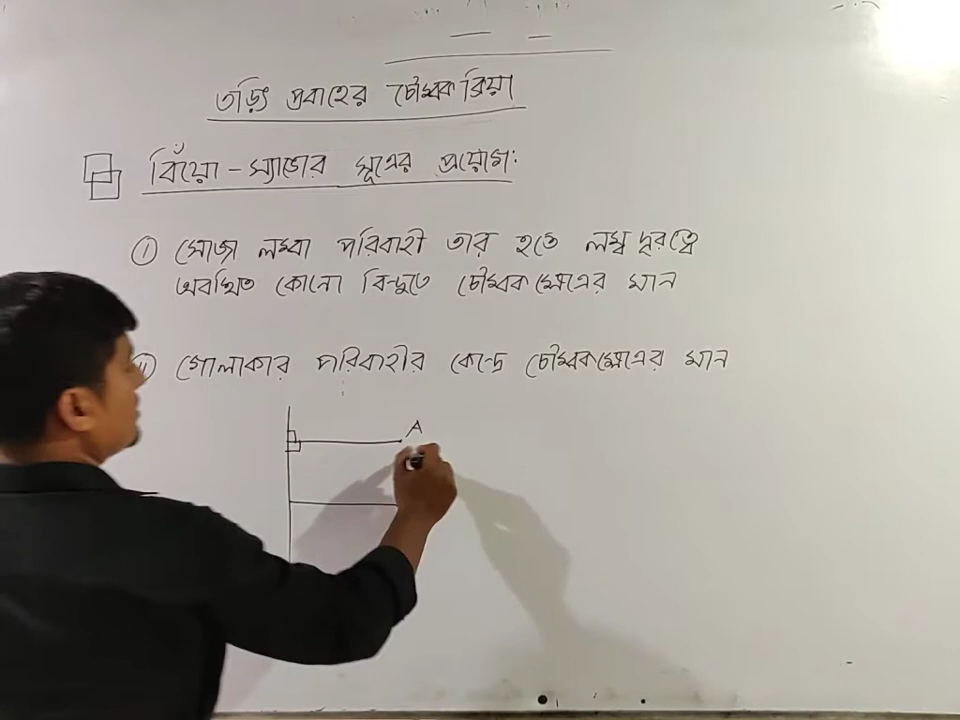 তড়িৎ প্রবাহের চৌম্বক ক্রিয়া
বিঁয়ো - স্যাভার সূত্রের প্রয়োগ:
① সোজা লম্বা পরিবাহী তার হতে লম্ব দূরত্বে
অবস্থিত কোনো বিন্দুতে চৌম্বকক্ষেত্রের মান
গোলাকার পরিবাহীর কেন্দ্রে চৌম্বকক্ষেত্রের মান
A